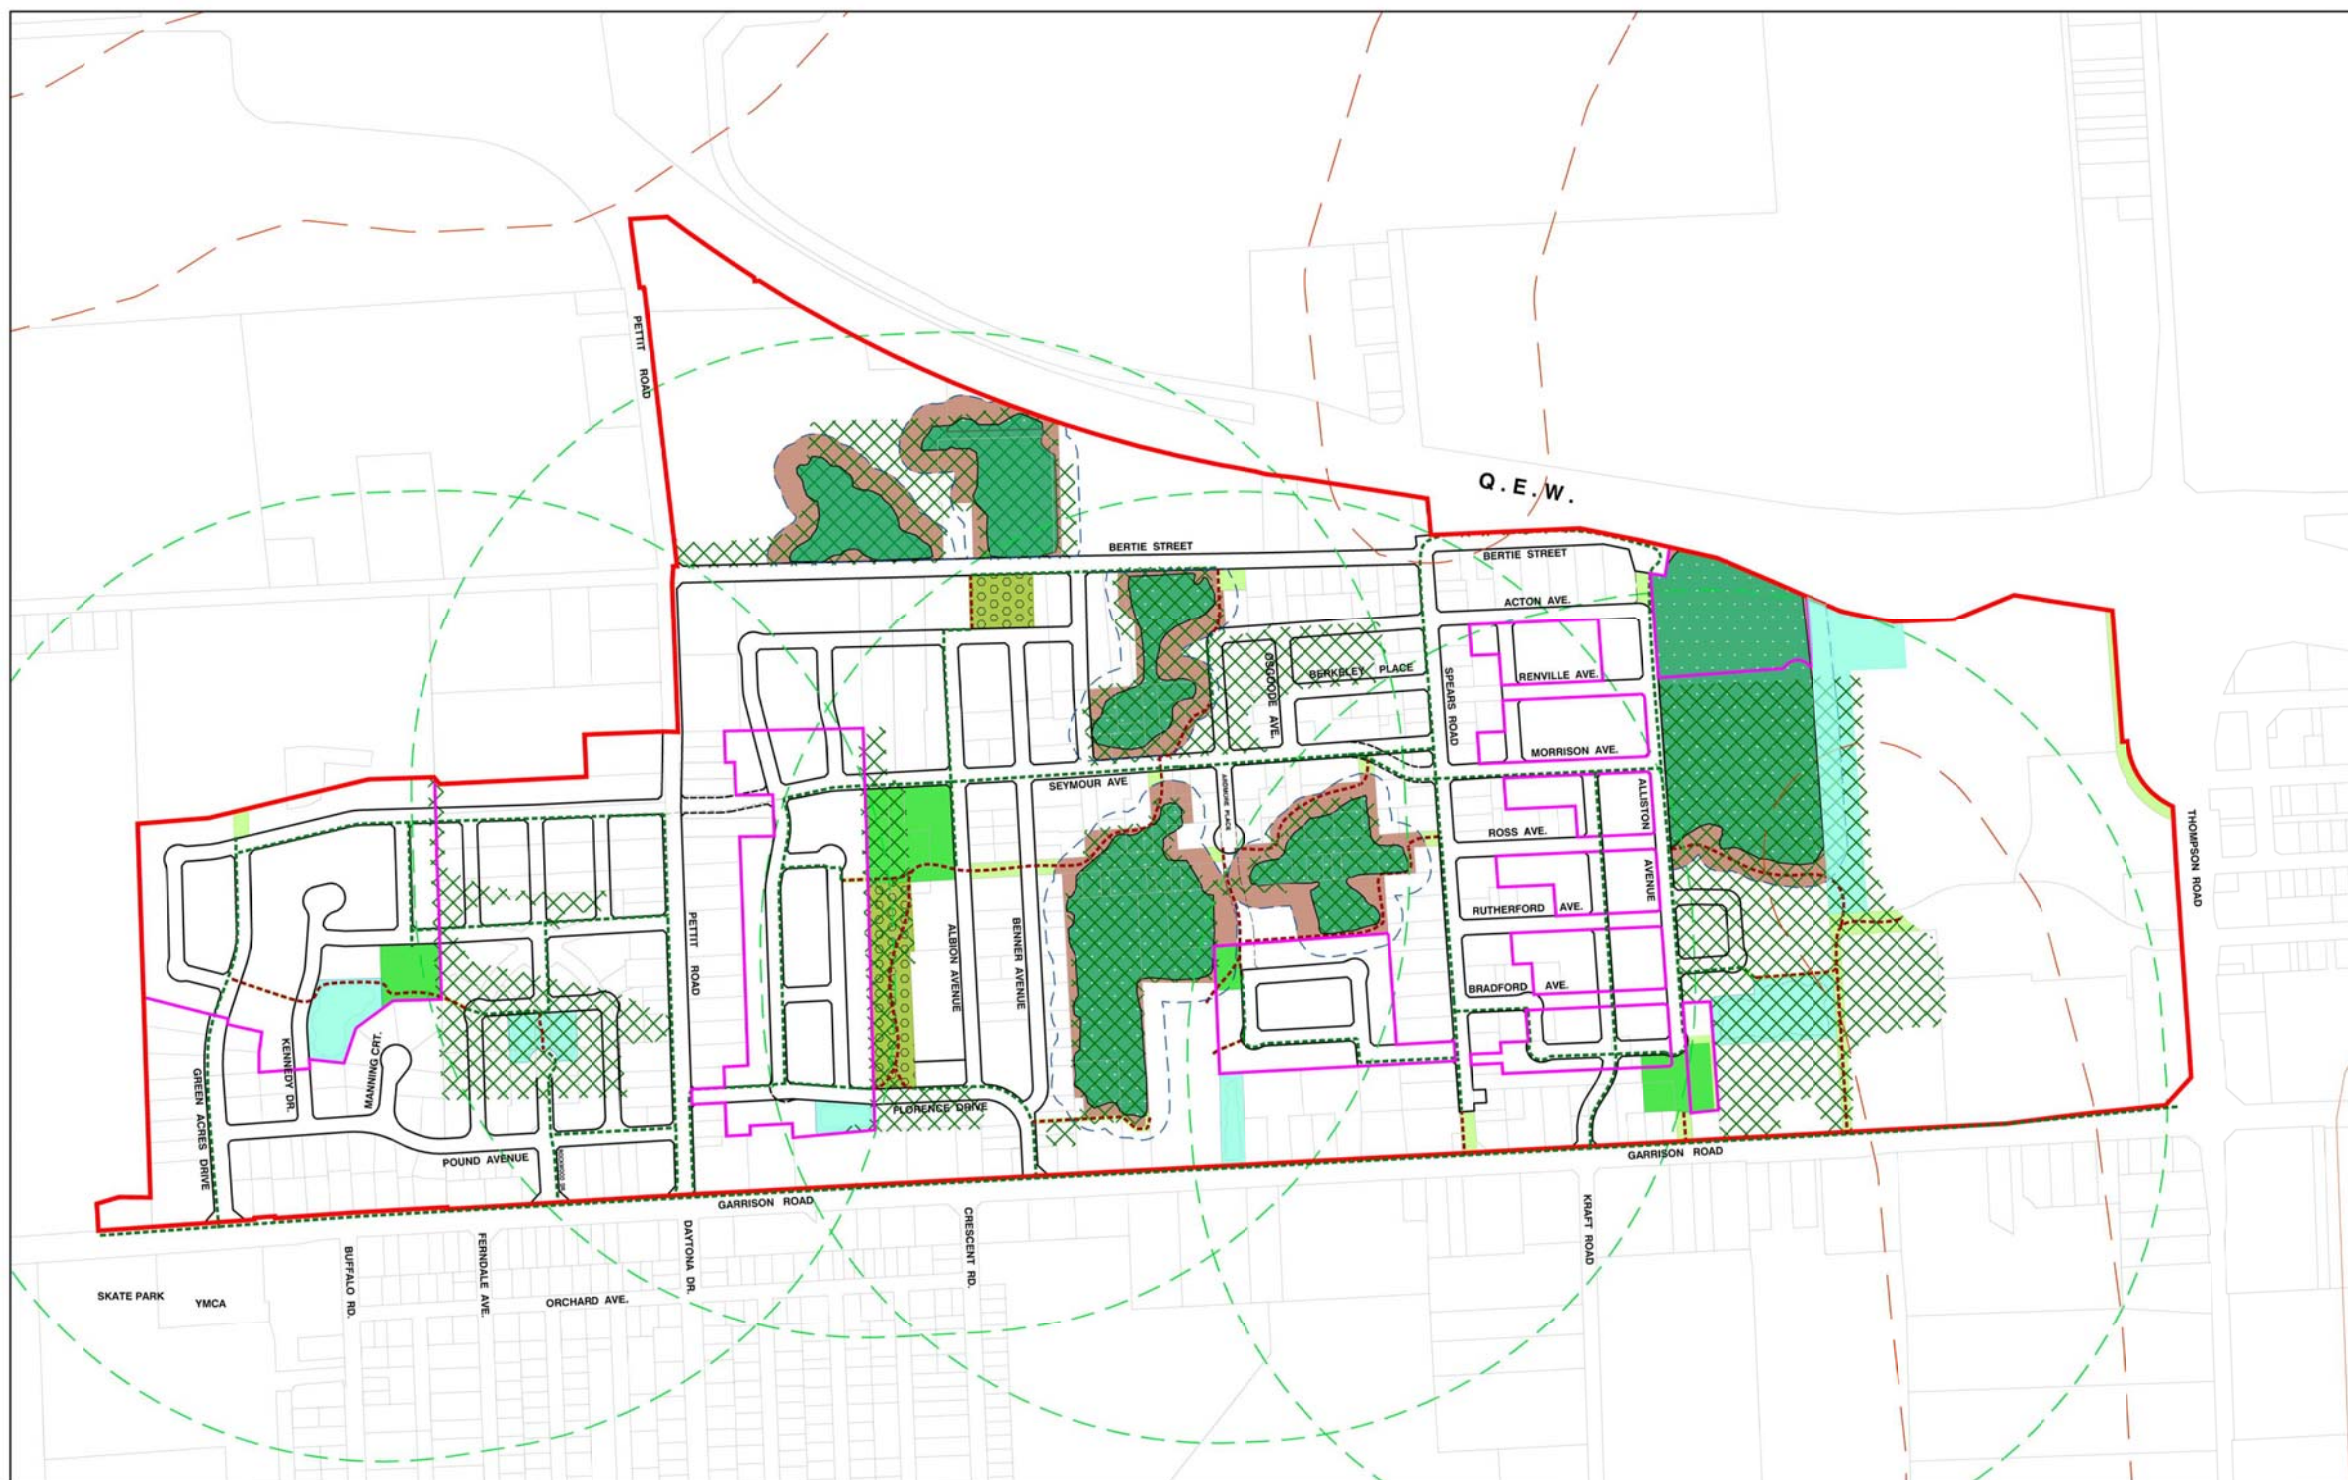 PETTIT ROAD
Q.E.W.
BERTIE STREET
BERTIE STREET
ACTON AVE.
OSGOODE AVE.
BERKELEY PLACE
SPEARS ROAD
RENVILLE AVE.
MORRISON AVE.
SEYMOUR AVE
ARDMORE PLACE
ALLISTON
AVENUE
ROSS AVE.
RUTHERFORD AVE.
BRADFORD AVE.
THOMPSON ROAD
PETTIT ROAD
ALBION AVENUE
BENNER AVENUE
KENNEDY DR.
MANNING CRT.
GREEN ACRES DRIVE
FLORENCE DRIVE
POUND AVENUE
GARRISON ROAD
GARRISON ROAD
SKATE PARK
YMCA
BUFFALO RD.
FERNDALE AVE.
ORCHARD AVE.
DAYTONA DR.
CRESCENT RD.
KRAFT ROAD